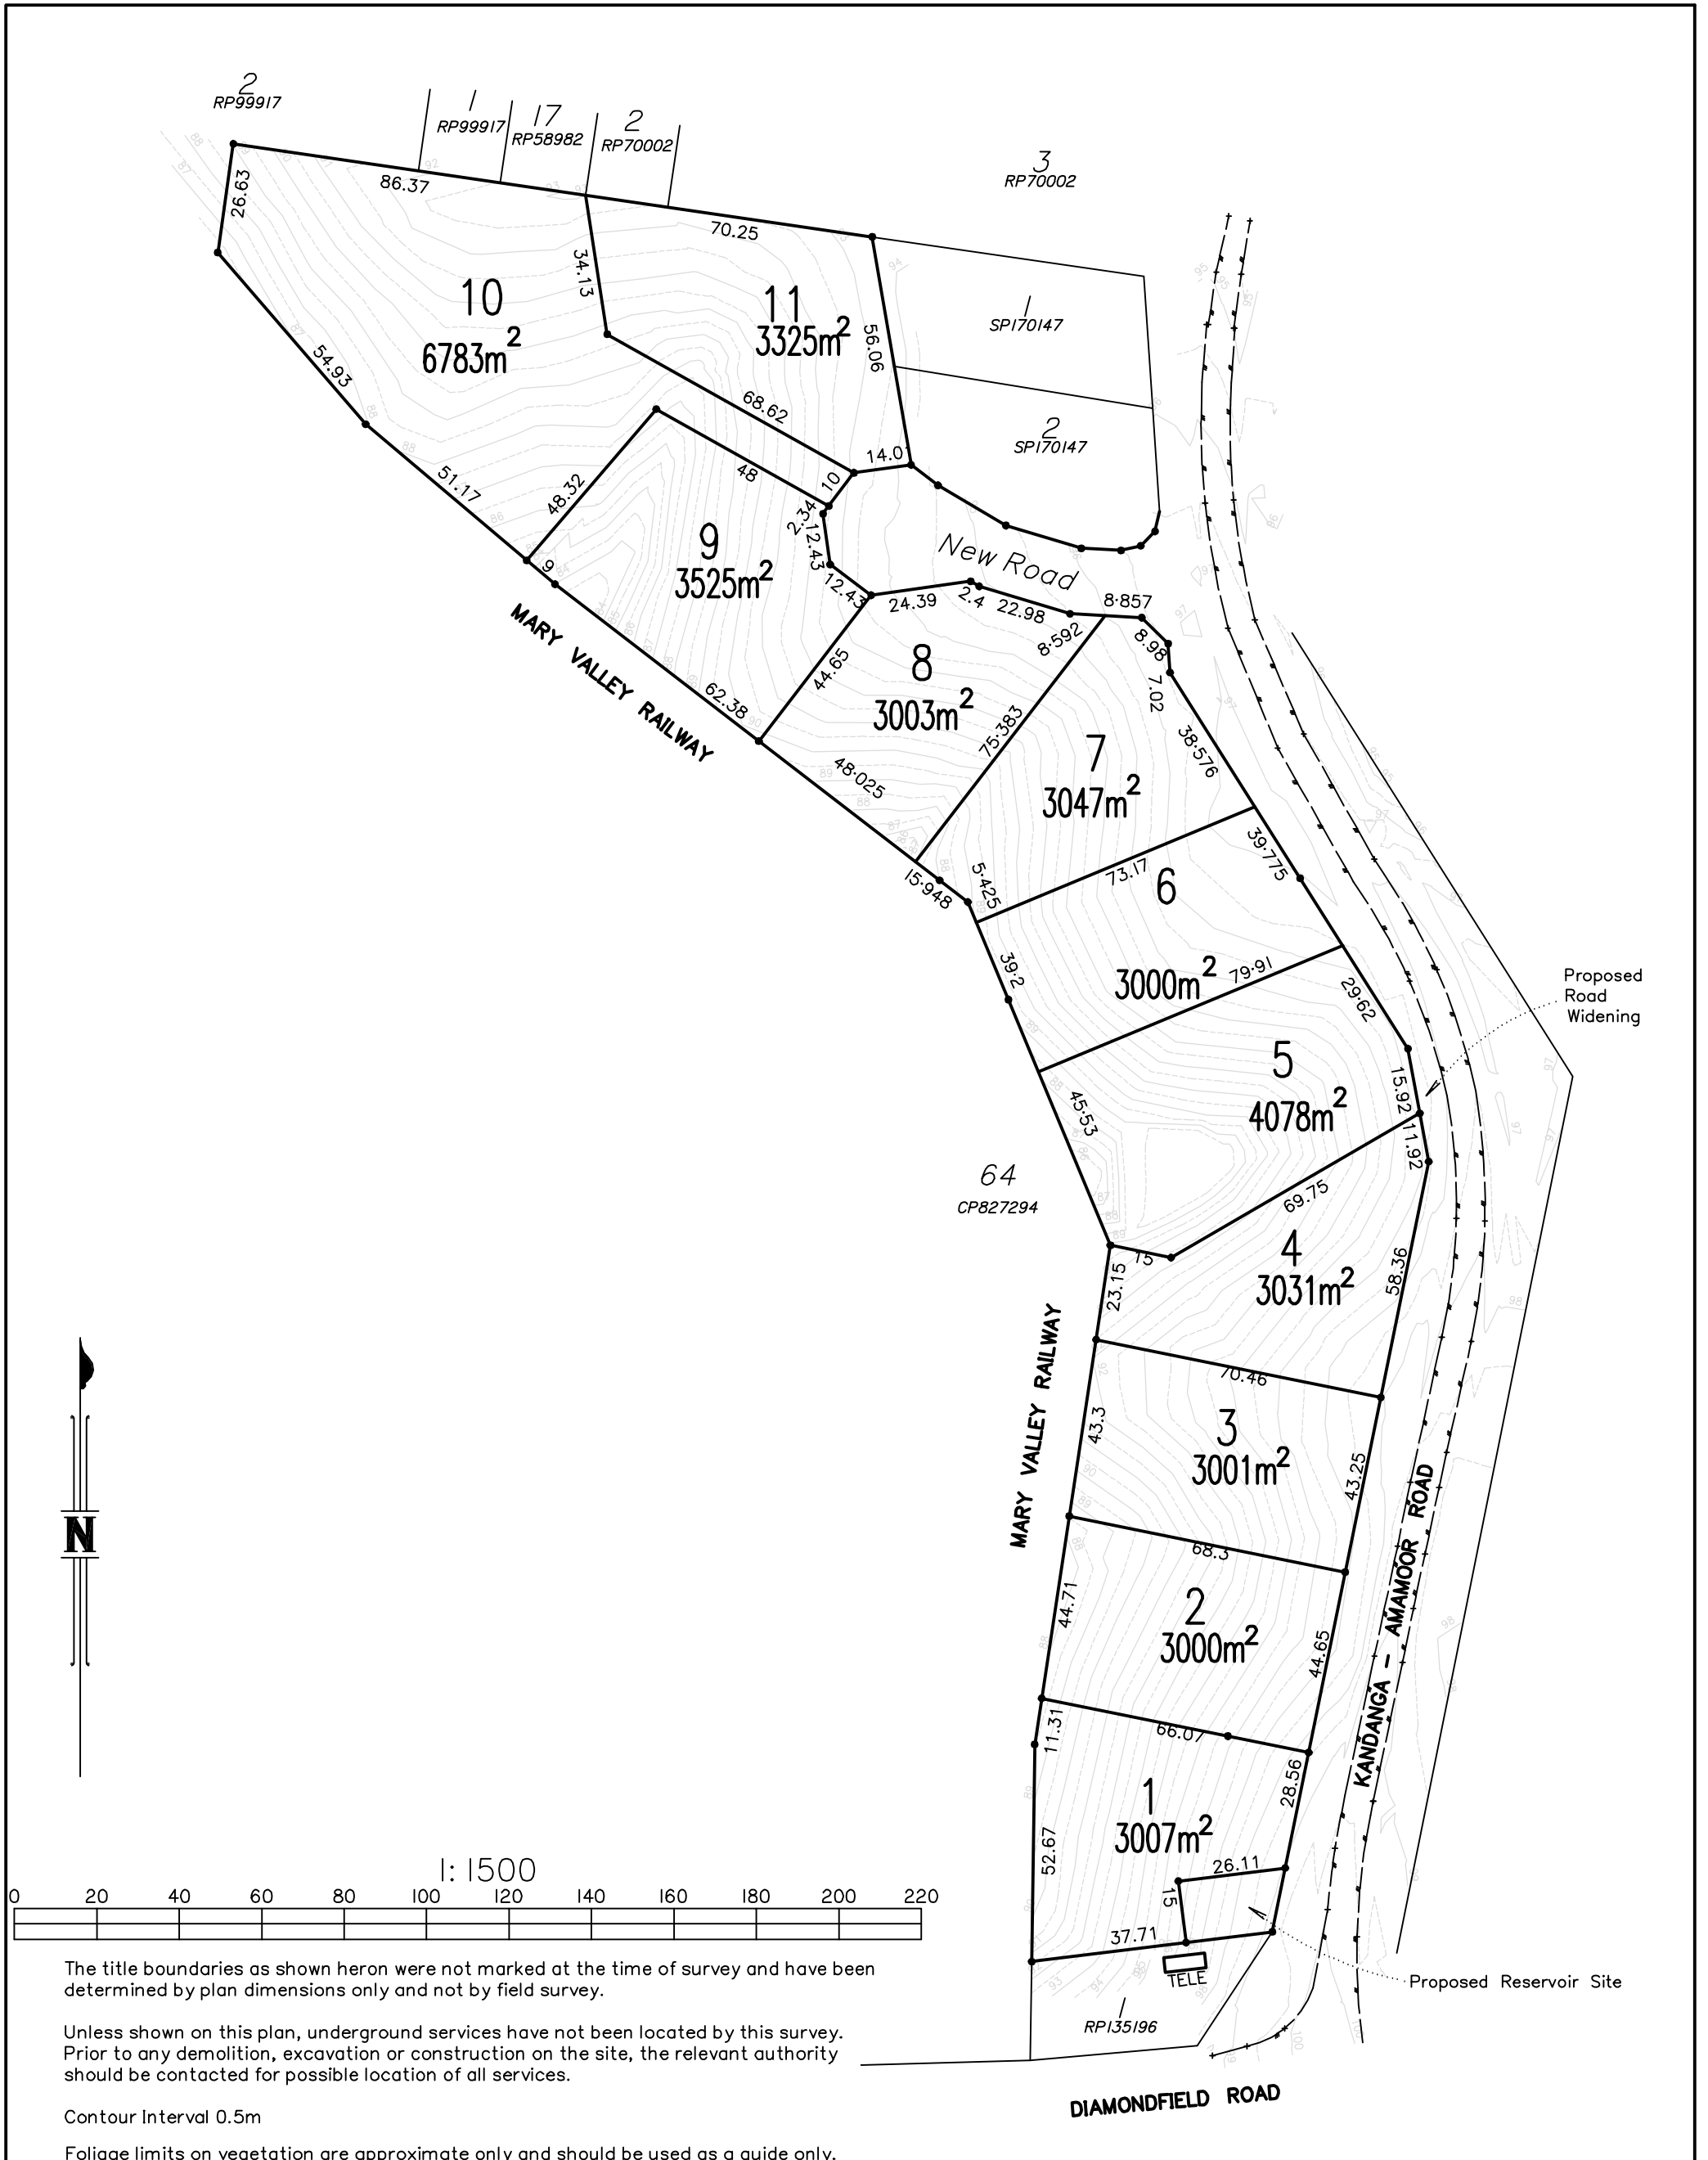 2
RP99917
1
RP99917
17
RP58982
2
RP70002
3
RP70002
26.63
86.37
70.25
34.13
10
6783m²
11
3325m²
56.06
1
SP170147
2
SP170147
54.93
68.62
14.0
51.17
48.32
48
10
2.34
12.43
12.43
9
3525m²
9
New Road
24.39
2.4
22.98
8·857
8·592
8.98
7.02
MARY VALLEY RAILWAY
62.38
44.65
8
3003m²
75·383
48·025
7
3047m²
38·576
15·948
5·425
73.17
39·775
6
3000m²
39·2
79·91
29·62
Proposed
Road
Widening
5
4078m²
15.92
11.92
45·53
64
CP827294
69.75
15
23.15
4
3031m²
58.36
MARY VALLEY RAILWAY
70.46
43.3
3
3001m²
43.25
68.3
44.71
2
3000m²
44.65
KANDANGA - AMAMOOR ROAD
66.07
11.31
28.56
1
3007m²
52.67
26.11
15
37.71
TELE
Proposed Reservoir Site
1
RP135196
DIAMONDFIELD ROAD
N
1:1500
0 20 40 60 80 100 120 140 160 180 200 220
The title boundaries as shown heron were not marked at the time of survey and have been
determined by plan dimensions only and not by field survey.
Unless shown on this plan, underground services have not been located by this survey.
Prior to any demolition, excavation or construction on the site, the relevant authority
should be contacted for possible location of all services.
Contour Interval 0.5m
Foliage limits on vegetation are approximate only and should be used as a guide only.